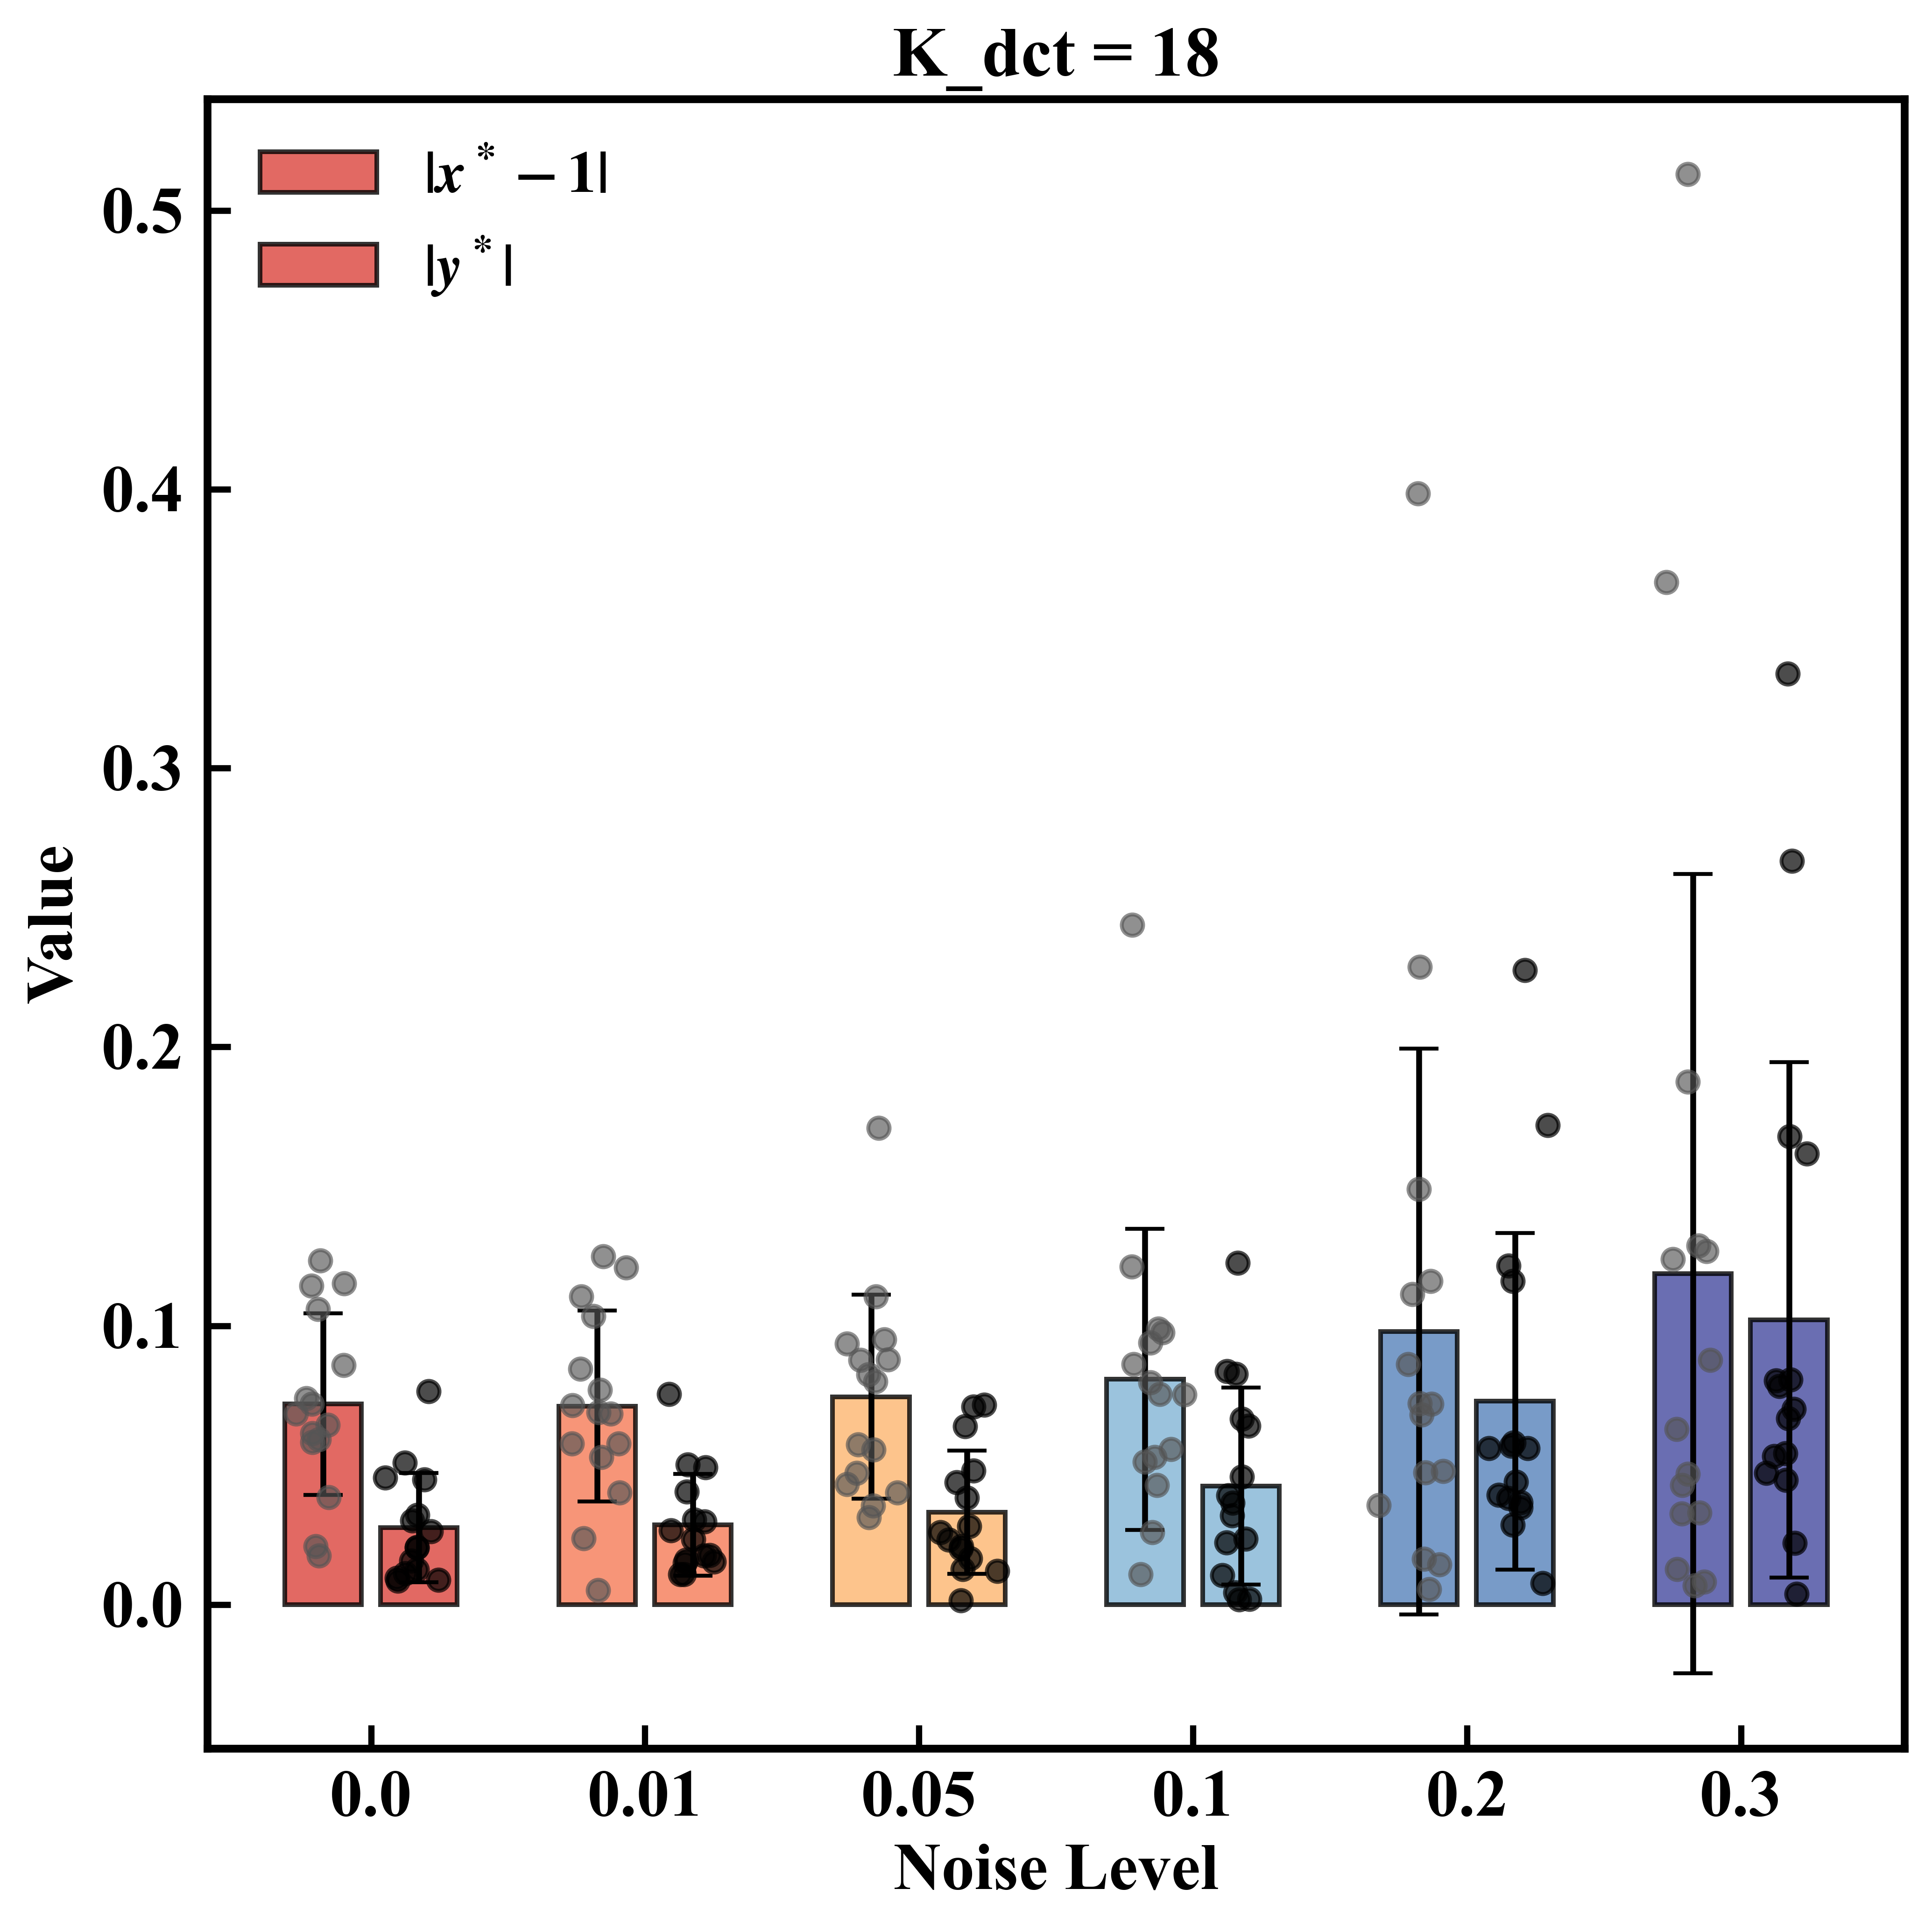 K_dct = 18
|x* − 1|
|y*|
0.5
0.4
0.3
0.2
0.1
0.0
Value
0.0 0.01 0.05 0.1 0.2 0.3
Noise Level